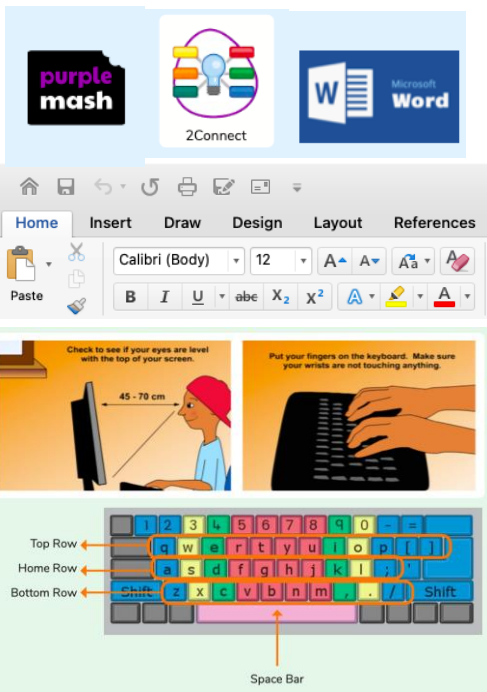 purple
mash
2Connect
W
Microsoft
Word
Home Insert Draw Design Layout References
Paste
Calibri (Body) 12 A A Aa A
B I U abc X2 X² A A
Check to see if your eyes are level
with the top of your screen.
45 - 70 cm
Put your fingers on the keyboard. Make sure
your wrists are not touching anything.
1 2 3 4 5 6 7 8 9 0 - =
Top Row q w e r t y u i o p [ ]
Home Row a s d f g h j k l ; '
Bottom Row Shift z x c v b n m , . / Shift
Space Bar